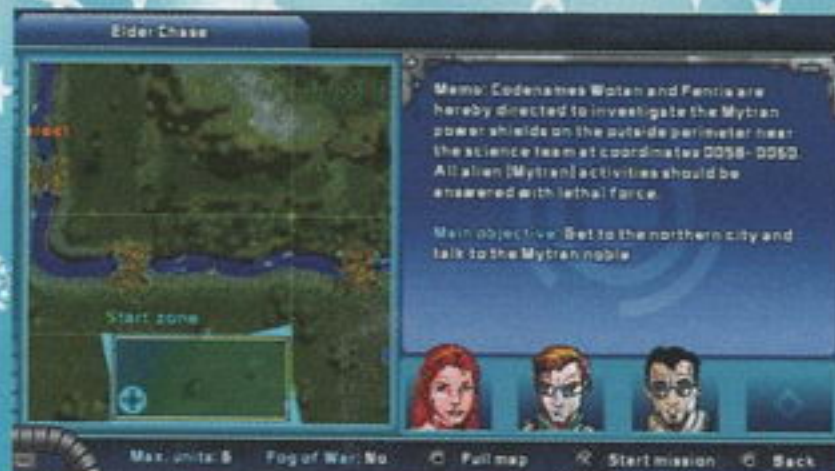 Elder Chase
Memo: Codenames Wotan and Fenris are
hereby directed to investigate the Mytran
power shields on the outside perimeter near
the science team at coordinates 0058-0050.
All alien (Mytran) activities should be
answered with lethal force.
Main objective: Get to the northern city and
talk to the Mytran noble
Start zone
Max. units: 5
Fog of War: No
Full map
Start mission
Back